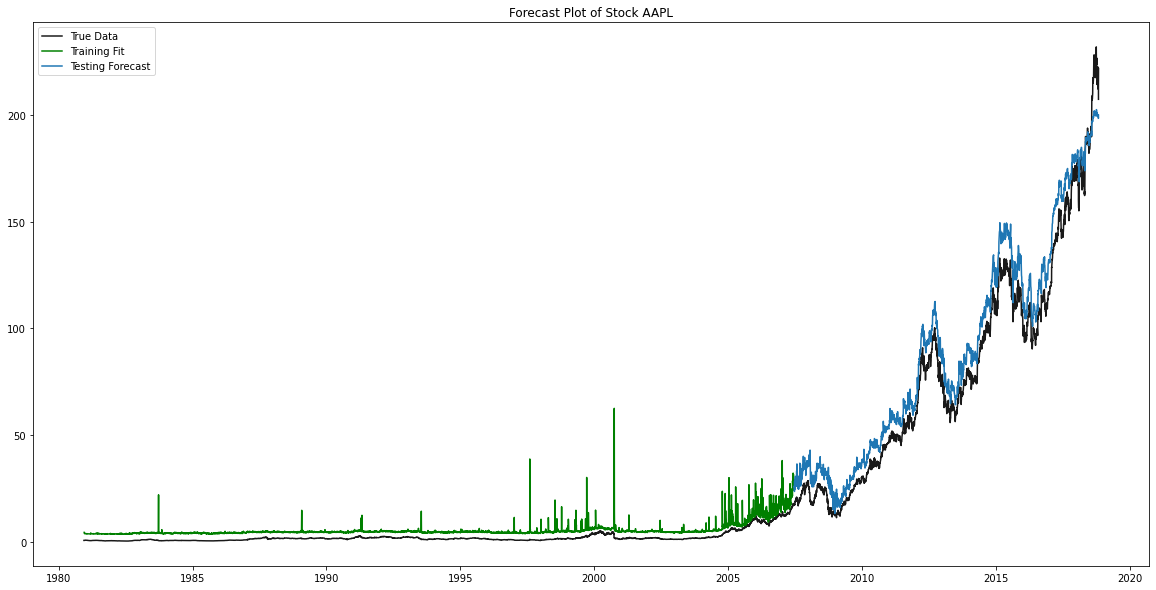 Forecast Plot of Stock AAPL
True Data
Training Fit
Testing Forecast
200
150
100
50
0
1980 1985 1990 1995 2000 2005 2010 2015 2020